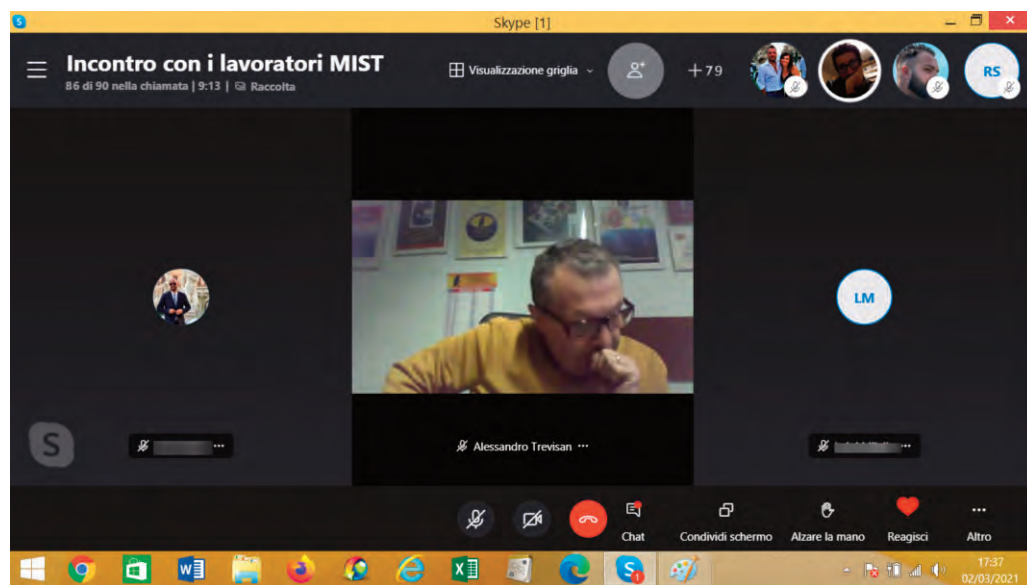 Skype [1]
Incontro con i lavoratori MIST
86 di 90 nella chiamata | 9:13 | Raccolta
Visualizzazione griglia
+79
RS
LM
Alessandro Trevisan
Chat
Condividi schermo
Alzare la mano
Reagisci
Altro
17:37
02/03/2021